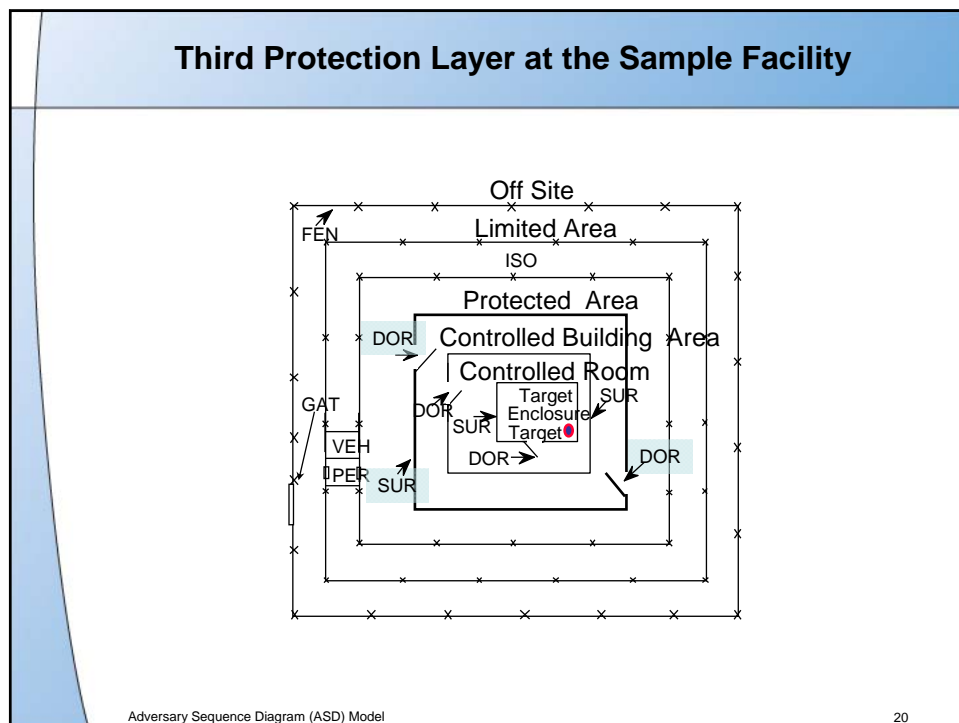 Third Protection Layer at the Sample Facility
Off Site
FEN
Limited Area
ISO
Protected Area
DOR
Controlled Building Area
Controlled Room
Target
SUR
GAT
DOR
Enclosure
SUR
Target
VEH
DOR
DOR
PER
SUR
Adversary Sequence Diagram (ASD) Model
20